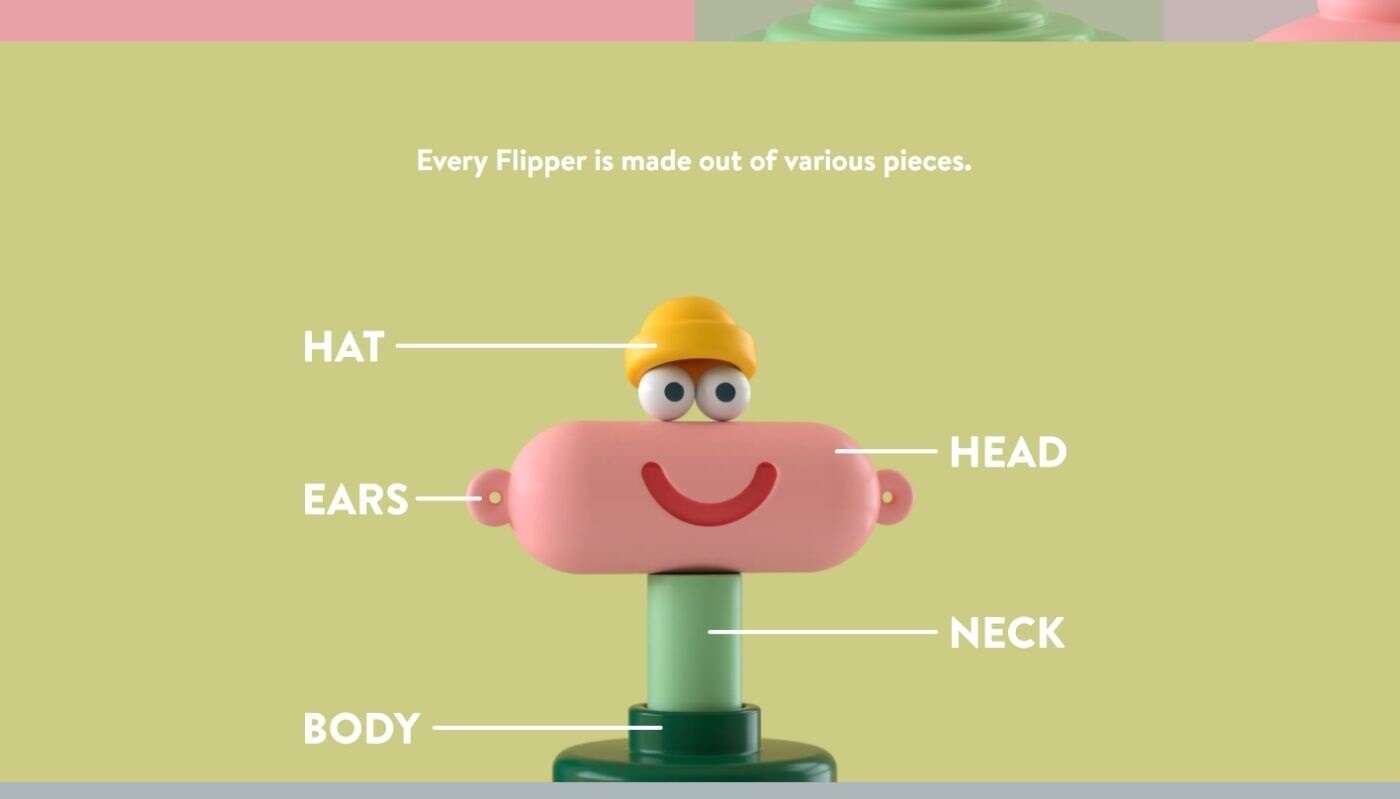 Every Flipper is made out of various pieces.
HAT
HEAD
EARS
NECK
BODY